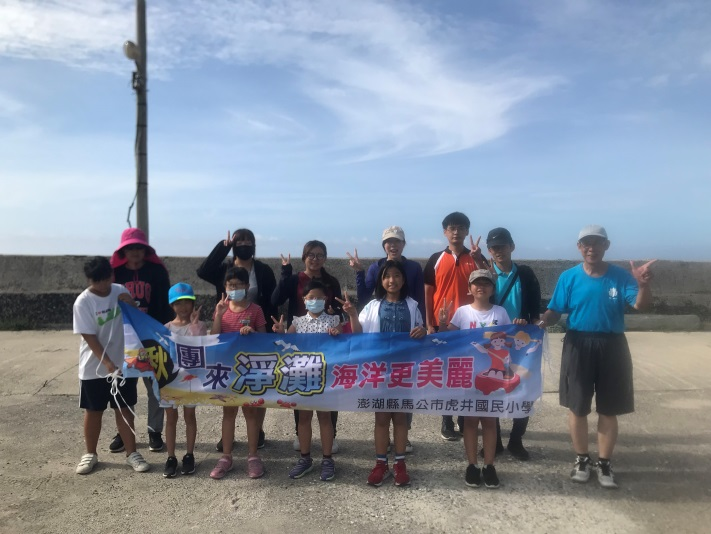 揪團來淨灘 海洋更美麗
澎湖縣馬公市虎井國民小學